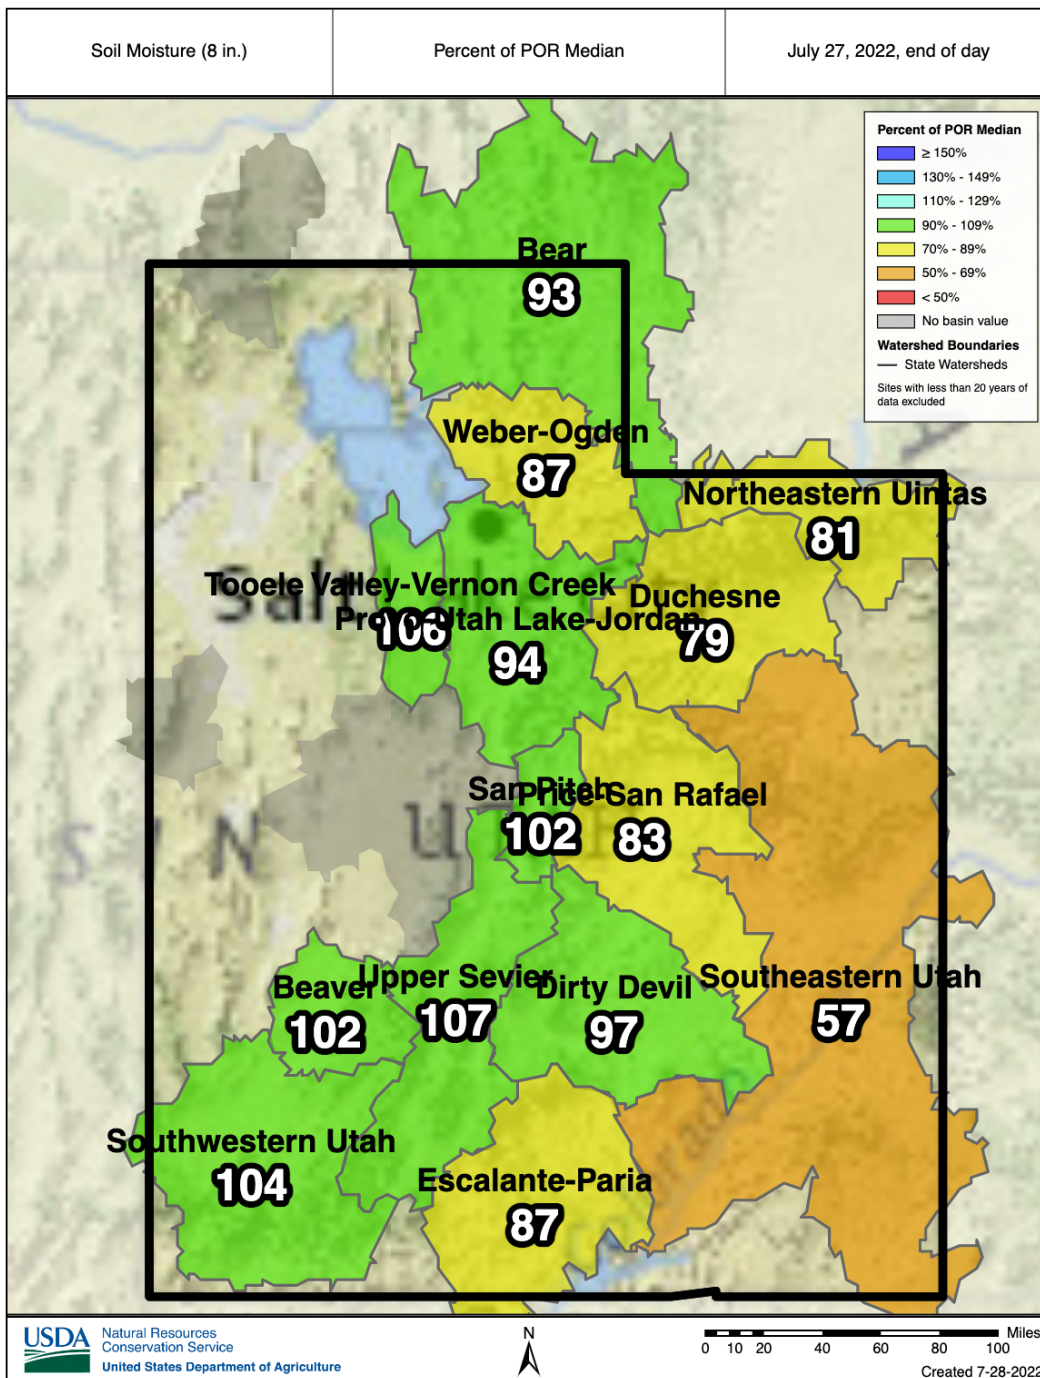 Soil Moisture (8 in.)
Percent of POR Median
July 27, 2022, end of day
Percent of POR Median
≥ 150%
130% - 149%
110% - 129%
90% - 109%
70% - 89%
50% - 69%
< 50%
No basin value
Watershed Boundaries
State Watersheds
Sites with less than 20 years of
data excluded
Bear
93
Weber-Ogden
87
Northeastern Uintas
81
Tooele Valley-Vernon Creek
106
Provo-Utah Lake-Jordan
94
Duchesne
79
San Pitch
102
Price-San Rafael
83
Beaver
102
Upper Sevier
107
Dirty Devil
97
Southeastern Utah
57
Southwestern Utah
104
Escalante-Paria
87
USDA
Natural Resources
Conservation Service
United States Department of Agriculture
N
Miles
0 10 20 40 60 80 100
Created 7-28-2022